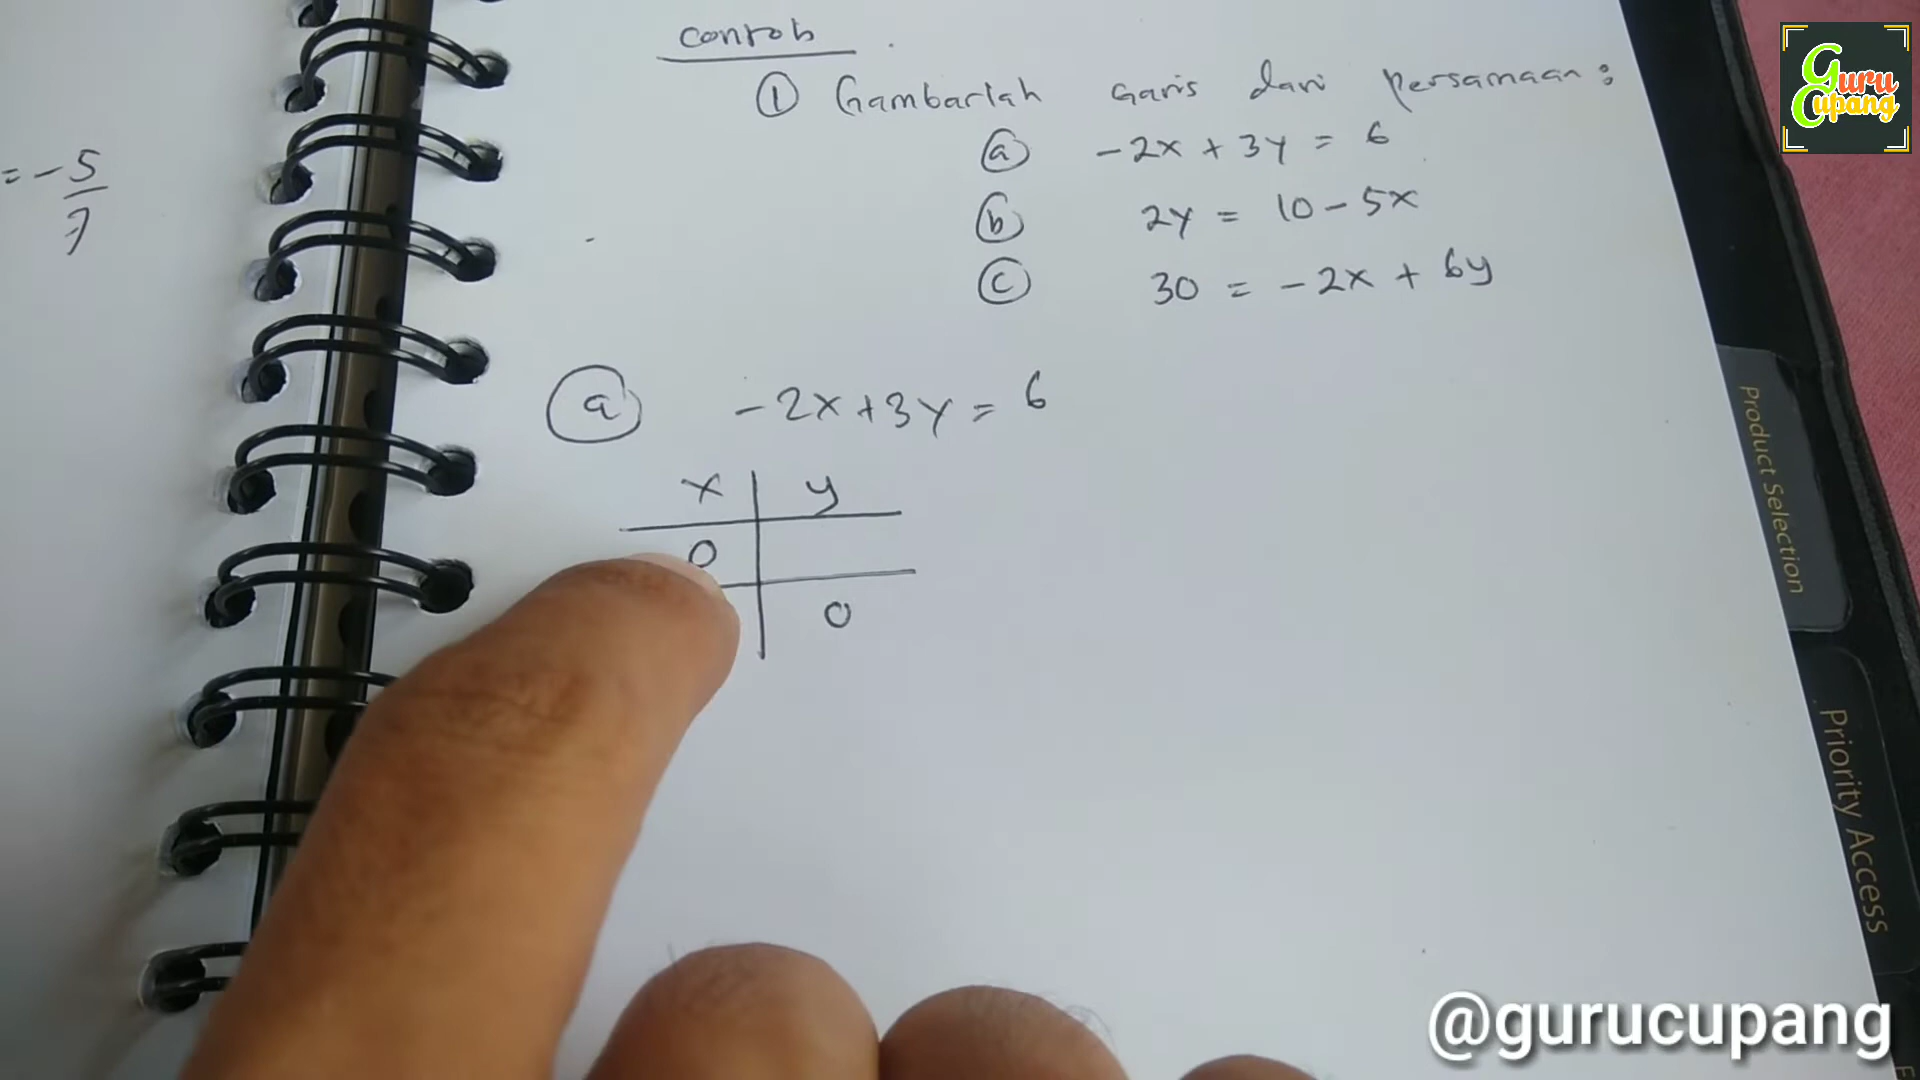 = -5/7
Contoh
① Gambarlah garis dari persamaan:
ⓐ -2x + 3y = 6
ⓑ 2y = 10 - 5x
ⓒ 30 = -2x + 6y
ⓐ -2x + 3y = 6
x | y
0 |
| 0
Product Selection
Priority Access
Guru
Cupang
@gurucupang